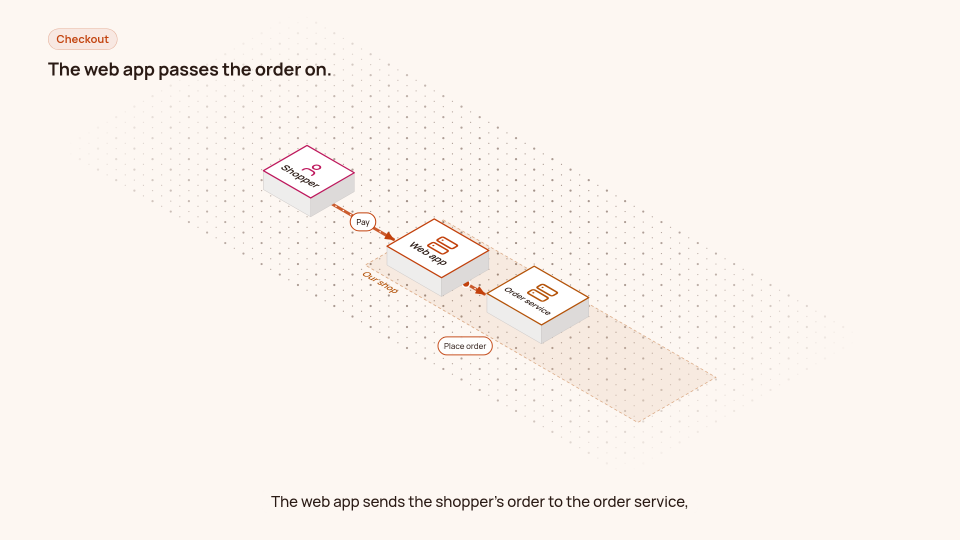 Checkout
The web app passes the order on.
Shopper
Pay
Web app
Our shop
Order service
Place order
The web app sends the shopper's order to the order service,